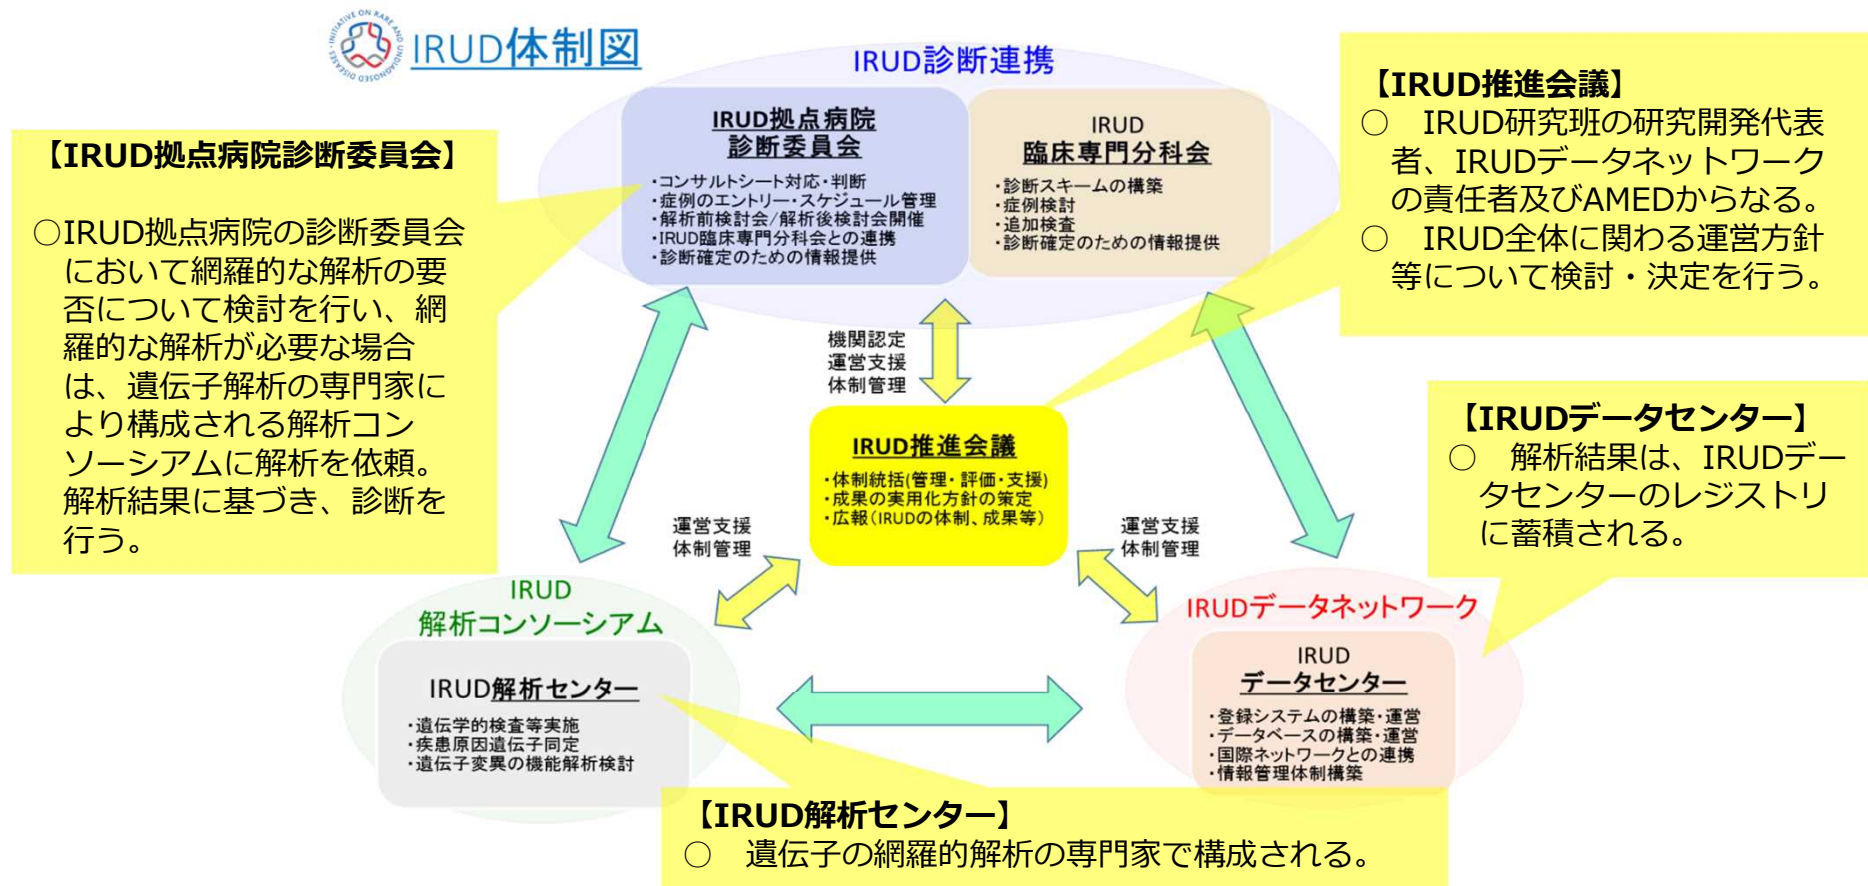 INITIATIVE ON RARE AND UNDIAGNOSED DISEASES
IRUD体制図
IRUD診断連携
IRUD拠点病院
診断委員会
・コンサルトシート対応・判断
・症例のエントリー・スケジュール管理
・解析前検討会/解析後検討会開催
・IRUD臨床専門分科会との連携
・診断確定のための情報提供
IRUD
臨床専門分科会
・診断スキームの構築
・症例検討
・追加検査
・診断確定のための情報提供
【IRUD推進会議】
○ IRUD研究班の研究開発代表
者、IRUDデータネットワーク
の責任者及びAMEDからなる。
○ IRUD全体に関わる運営方針
等について検討・決定を行う。
【IRUD拠点病院診断委員会】
○IRUD拠点病院の診断委員会
において網羅的な解析の要
否について検討を行い、網
羅的な解析が必要な場合
は、遺伝子解析の専門家に
より構成される解析コン
ソーシアムに解析を依頼。
解析結果に基づき、診断を
行う。
機関認定
運営支援
体制管理
IRUD推進会議
・体制統括(管理・評価・支援)
・成果の実用化方針の策定
・広報(IRUDの体制、成果等)
運営支援
体制管理
運営支援
体制管理
【IRUDデータセンター】
○ 解析結果は、IRUDデー
タセンターのレジストリ
に蓄積される。
IRUD
解析コンソーシアム
IRUD解析センター
・遺伝学的検査等実施
・疾患原因遺伝子同定
・遺伝子変異の機能解析検討
IRUDデータネットワーク
IRUD
データセンター
・登録システムの構築・運営
・データベースの構築・運営
・国際ネットワークとの連携
・情報管理体制構築
【IRUD解析センター】
○ 遺伝子の網羅的解析の専門家で構成される。